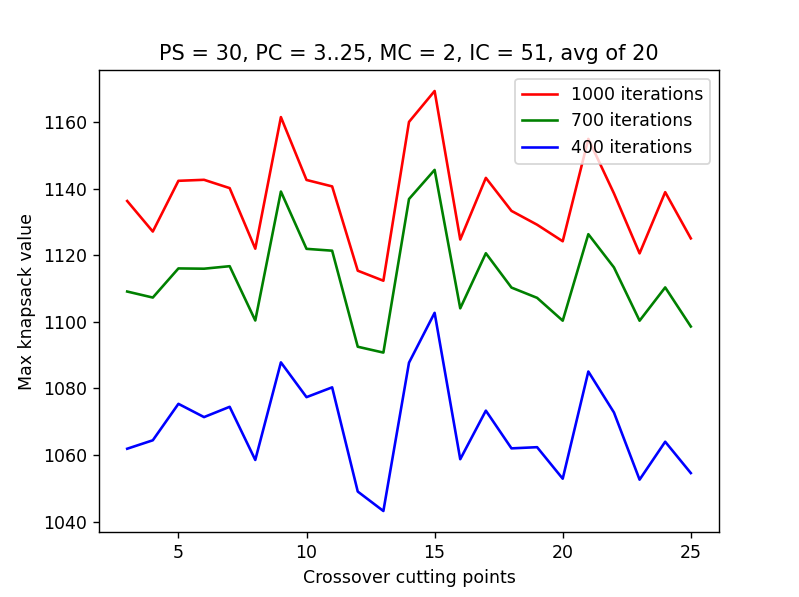 PS = 30, PC = 3..25, MC = 2, IC = 51, avg of 20
1000 iterations
700 iterations
400 iterations
Max knapsack value
1160
1140
1120
1100
1080
1060
1040
5 10 15 20 25
Crossover cutting points